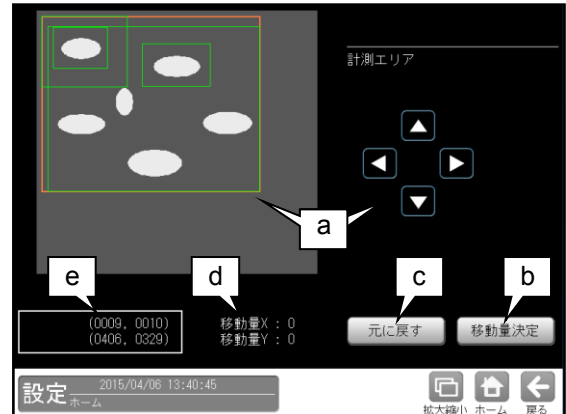 計測エリア
a
e
d
c
b
(0009, 0010)
(0406, 0329)
移動量X : 0
移動量Y : 0
元に戻す
移動量決定
設定
2015/04/06 13:40:45
ホーム
拡大縮小
ホーム
戻る